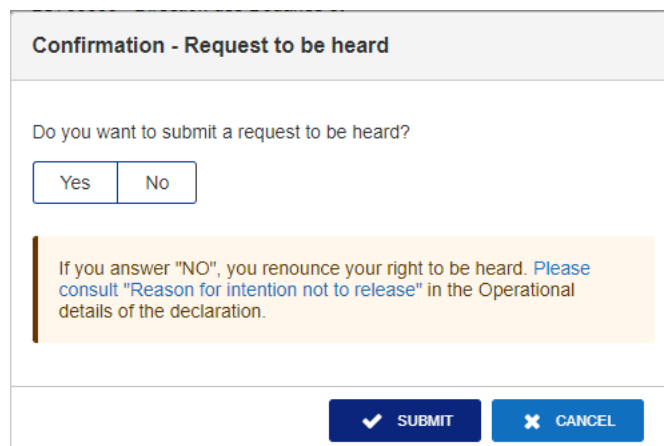 Confirmation - Request to be heard
Do you want to submit a request to be heard?
Yes No
If you answer "NO", you renounce your right to be heard. Please
consult "Reason for intention not to release" in the Operational
details of the declaration.
SUBMIT CANCEL